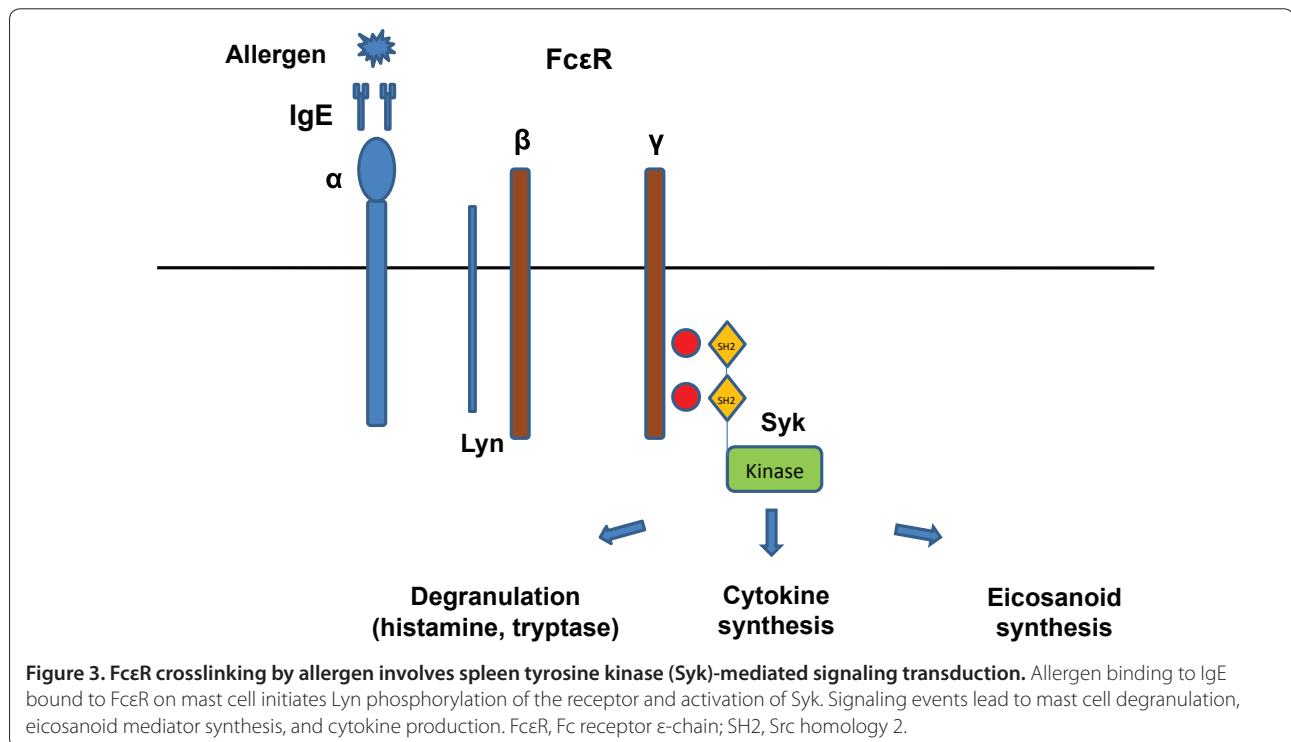 Allergen
FcεR
IgE
β
γ
α
SH2
SH2
Syk
Lyn
Kinase
Degranulation
(histamine, tryptase)
Cytokine
synthesis
Eicosanoid
synthesis
Figure 3. FcεR crosslinking by allergen involves spleen tyrosine kinase (Syk)-mediated signaling transduction. Allergen binding to IgE
bound to FcεR on mast cell initiates Lyn phosphorylation of the receptor and activation of Syk. Signaling events lead to mast cell degranulation,
eicosanoid mediator synthesis, and cytokine production. FcεR, Fc receptor ε-chain; SH2, Src homology 2.